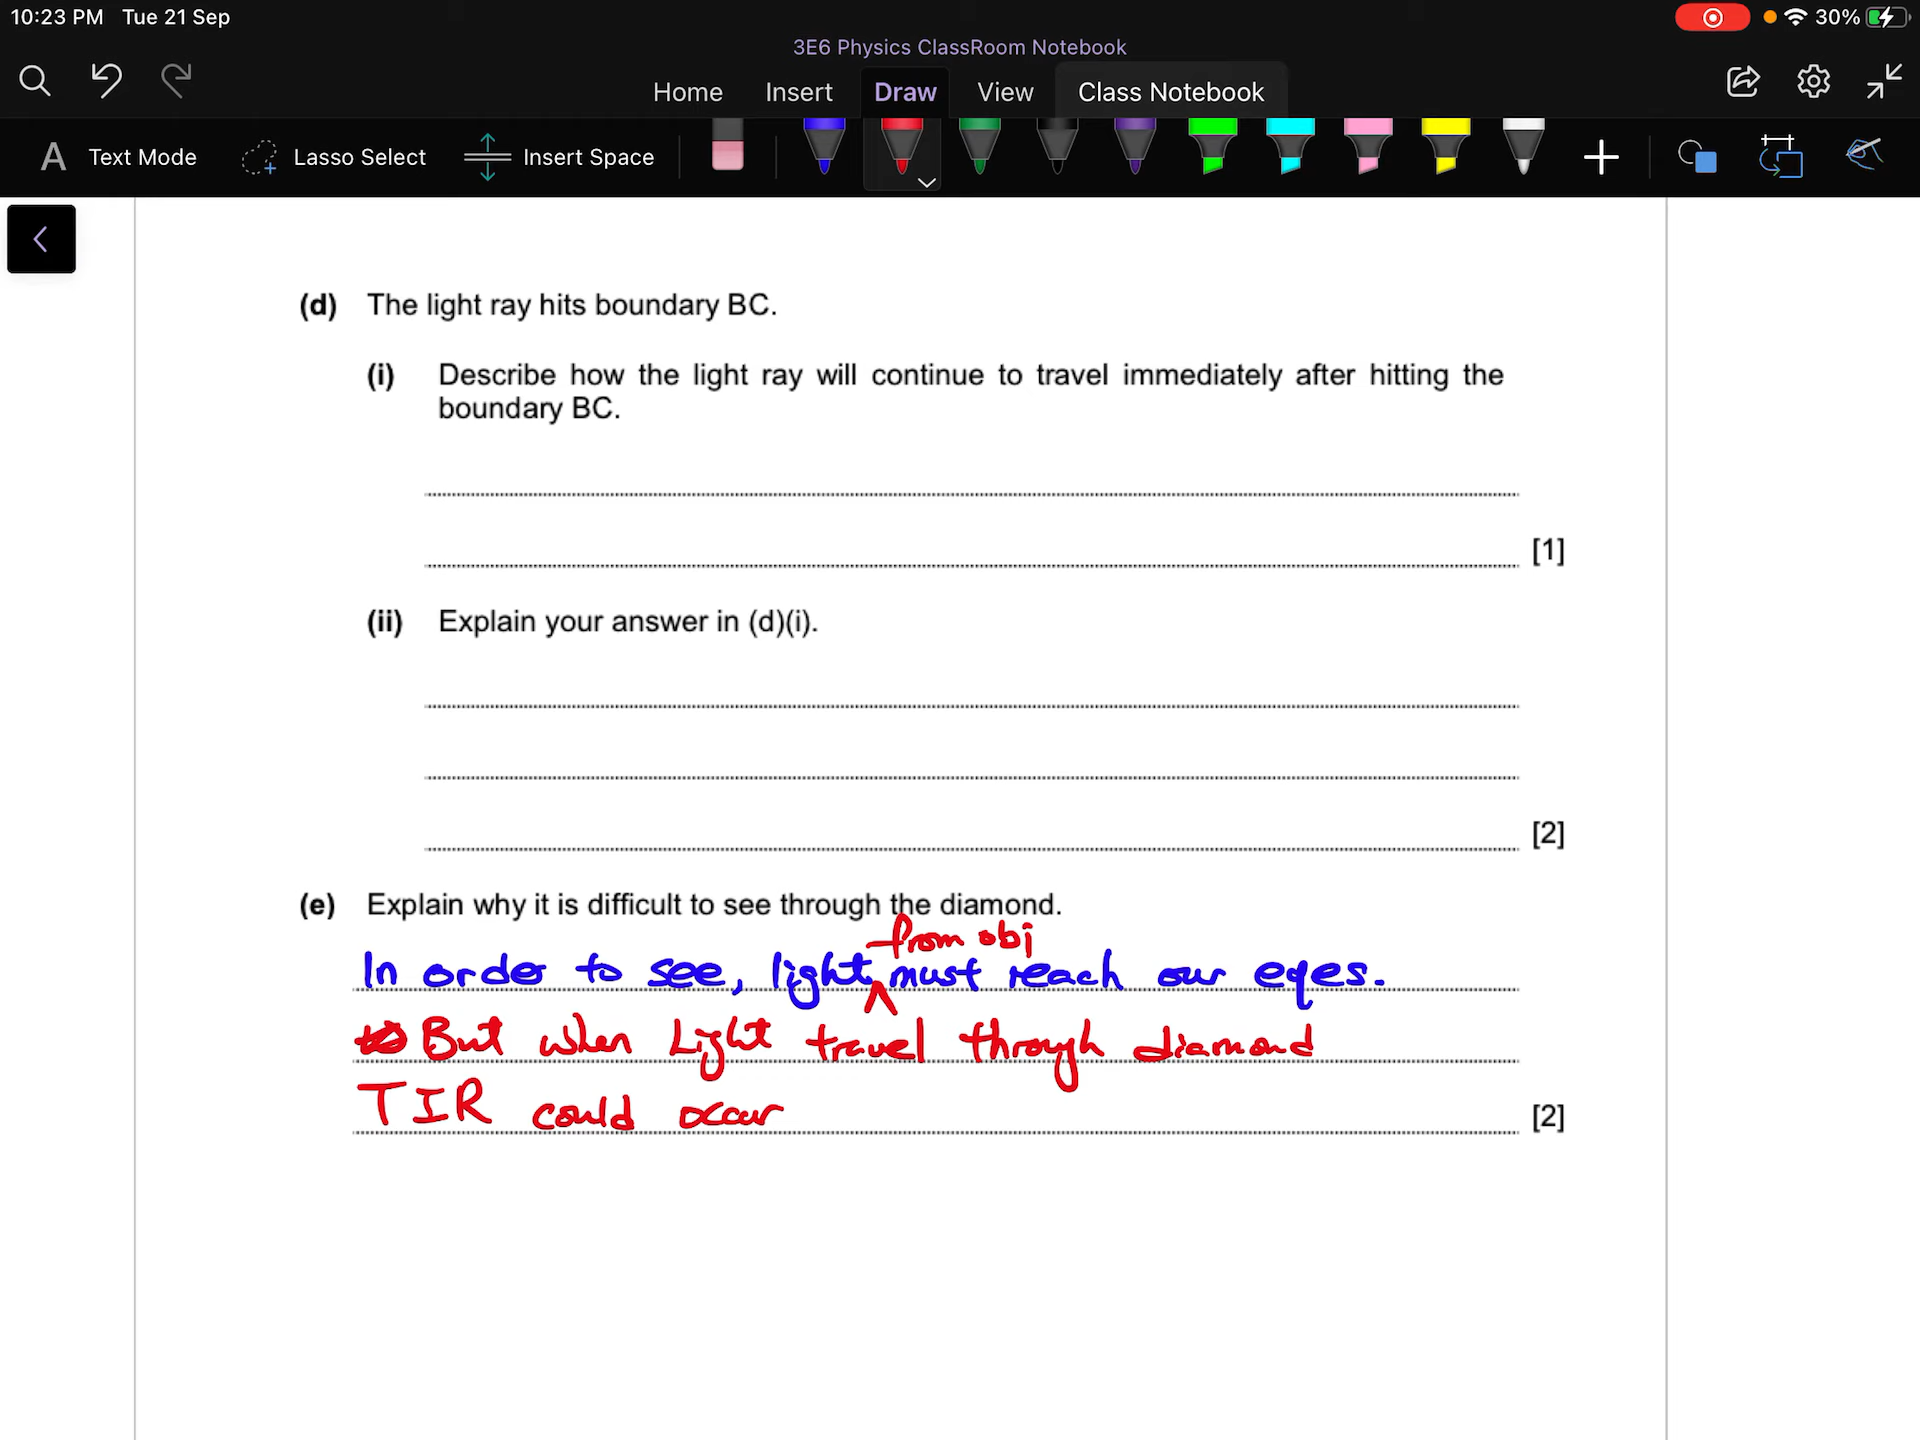 10:23 PM Tue 21 Sep
30%
3E6 Physics ClassRoom Notebook
Home Insert Draw View Class Notebook
A Text Mode Lasso Select Insert Space
(d) The light ray hits boundary BC.
(i) Describe how the light ray will continue to travel immediately after hitting the
boundary BC.
[1]
(ii) Explain your answer in (d)(i).
[2]
(e) Explain why it is difficult to see through the diamond.
from obj
In order to see, light must reach our eyes.
But when Light travel through diamond
TIR could occur
[2]